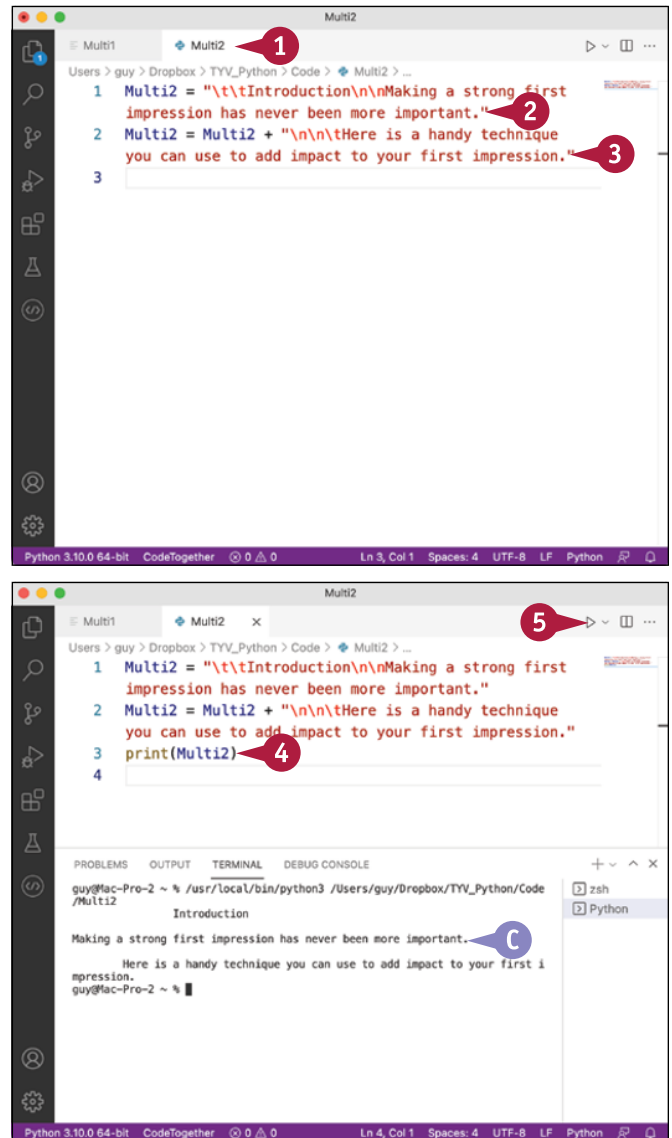 Multi2
Multi1 Multi2 1
1
Users > guy > Dropbox > TYV_Python > Code > Multi2 > ...
1 Multi2 = "\t\tIntroduction\n\nMaking a strong first
impression has never been more important." 2
2 Multi2 = Multi2 + "\n\n\tHere is a handy technique
you can use to add impact to your first impression." 3
3
Python 3.10.0 64-bit CodeTogether 0 0 Ln 3, Col 1 Spaces: 4 UTF-8 LF Python
Multi2
Multi1 Multi2 × 5
Users > guy > Dropbox > TYV_Python > Code > Multi2 > ...
1 Multi2 = "\t\tIntroduction\n\nMaking a strong first
impression has never been more important."
2 Multi2 = Multi2 + "\n\n\tHere is a handy technique
you can use to add impact to your first impression."
3 print(Multi2) 4
4
PROBLEMS OUTPUT TERMINAL DEBUG CONSOLE
guy@Mac-Pro-2 ~ % /usr/local/bin/python3 /Users/guy/Dropbox/TYV_Python/Code
/Multi2
zsh
Python
Introduction
Making a strong first impression has never been more important. C
Here is a handy technique you can use to add impact to your first i
mpression.
guy@Mac-Pro-2 ~ %
Python 3.10.0 64-bit CodeTogether 0 0 Ln 4, Col 1 Spaces: 4 UTF-8 LF Python